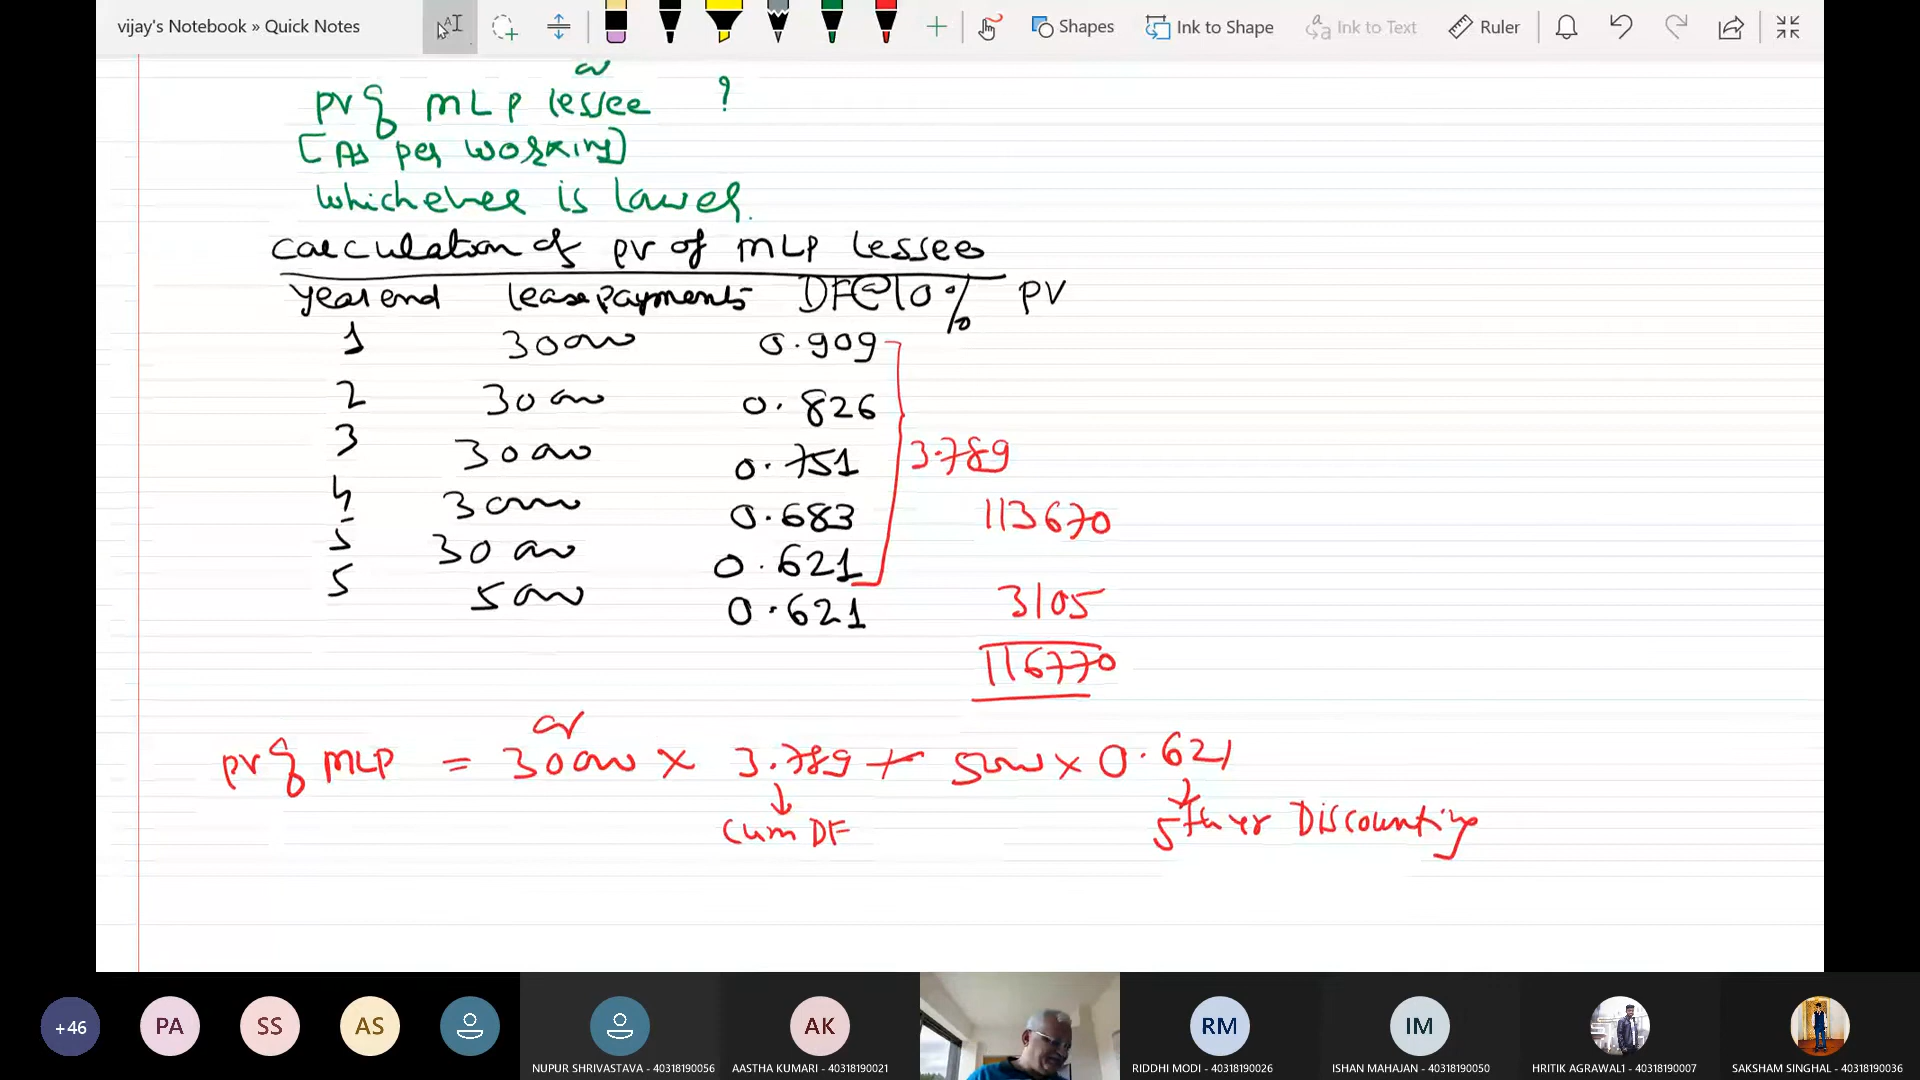 vijay's Notebook » Quick Notes
Shapes
Ink to Shape
Ink to Text
Ruler
or
pv of MLP lessee ?
[As per working]
whichever is lower.
calculation of pv of MLP lessees
year end lease payments DF@10% PV
1 30000 0.909
2 30000 0.826
3 30000 0.751
3.789
4 30000 0.683
113670
5 30000 0.621
5 5000 0.621
3105
116770
or
pv of MLP = 30000 × 3.789 + 5000 × 0.621
cum DF
5th yer Discounting
+46
PA
SS
AS
AK
RM
IM
NUPUR SHRIVASTAVA - 40318190056
AASTHA KUMARI - 40318190021
RIDDHI MODI - 40318190026
ISHAN MAHAJAN - 40318190050
HRITIK AGRAWAL1 - 40318190007
SAKSHAM SINGHAL - 40318190036